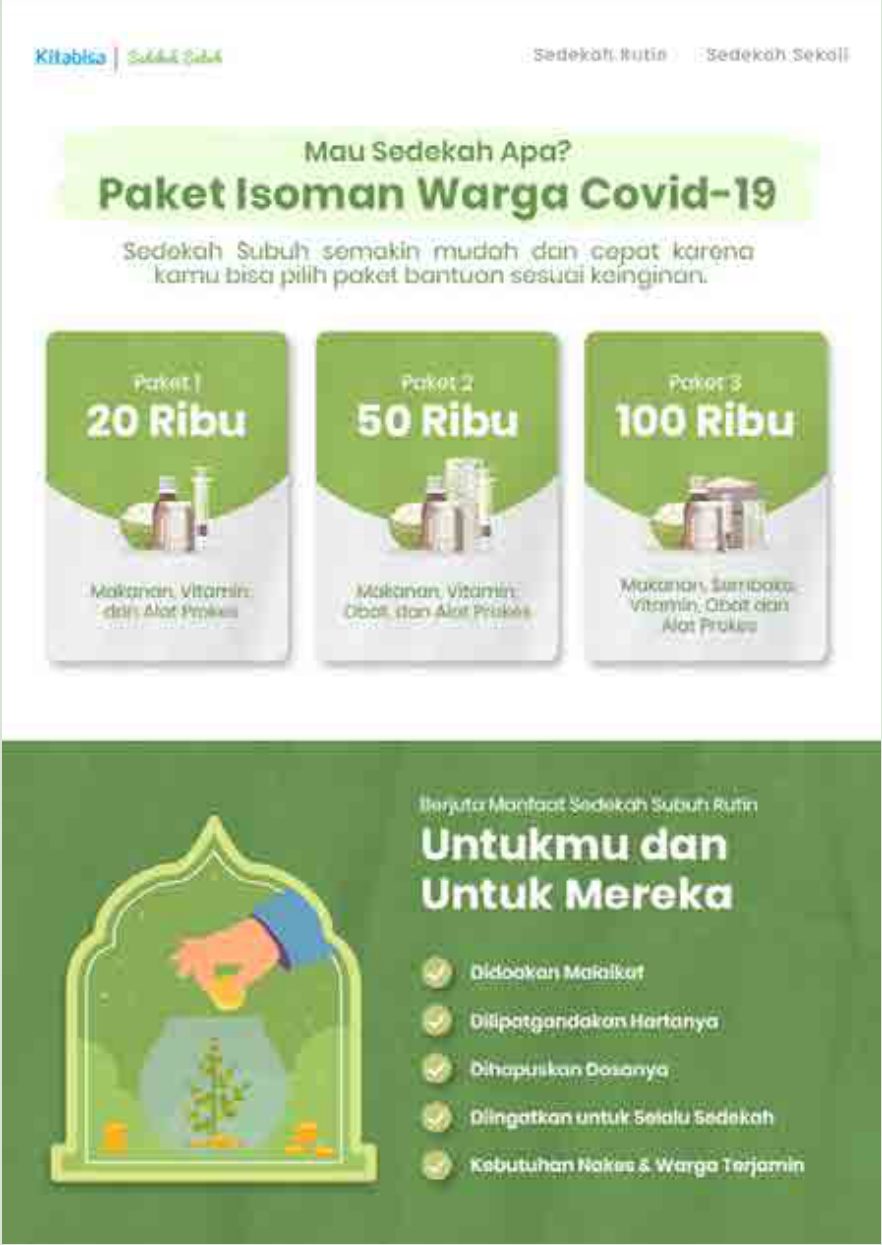 Kitabisa | Sedekah Subuh
Sedekah Rutin Sedekah Sekali
Mau Sedekah Apa?
Paket Isoman Warga Covid-19
Sedekah Subuh semakin mudah dan cepat karena
kamu bisa pilih paket bantuan sesuai keinginan.
Paket 1
20 Ribu
Makanan, Vitamin,
dan Alat Prokes
Paket 2
50 Ribu
Makanan, Vitamin,
Obat, dan Alat Prokes
Paket 3
100 Ribu
Makanan, Sembako,
Vitamin, Obat dan
Alat Prokes
Berjuta Manfaat Sedekah Subuh Rutin
Untukmu dan
Untuk Mereka
Didoakan Malaikat
Dilipatgandakan Hartanya
Dihapuskan Dosanya
Diingatkan untuk Selalu Sedekah
Kebutuhan Nakes & Warga Terjamin